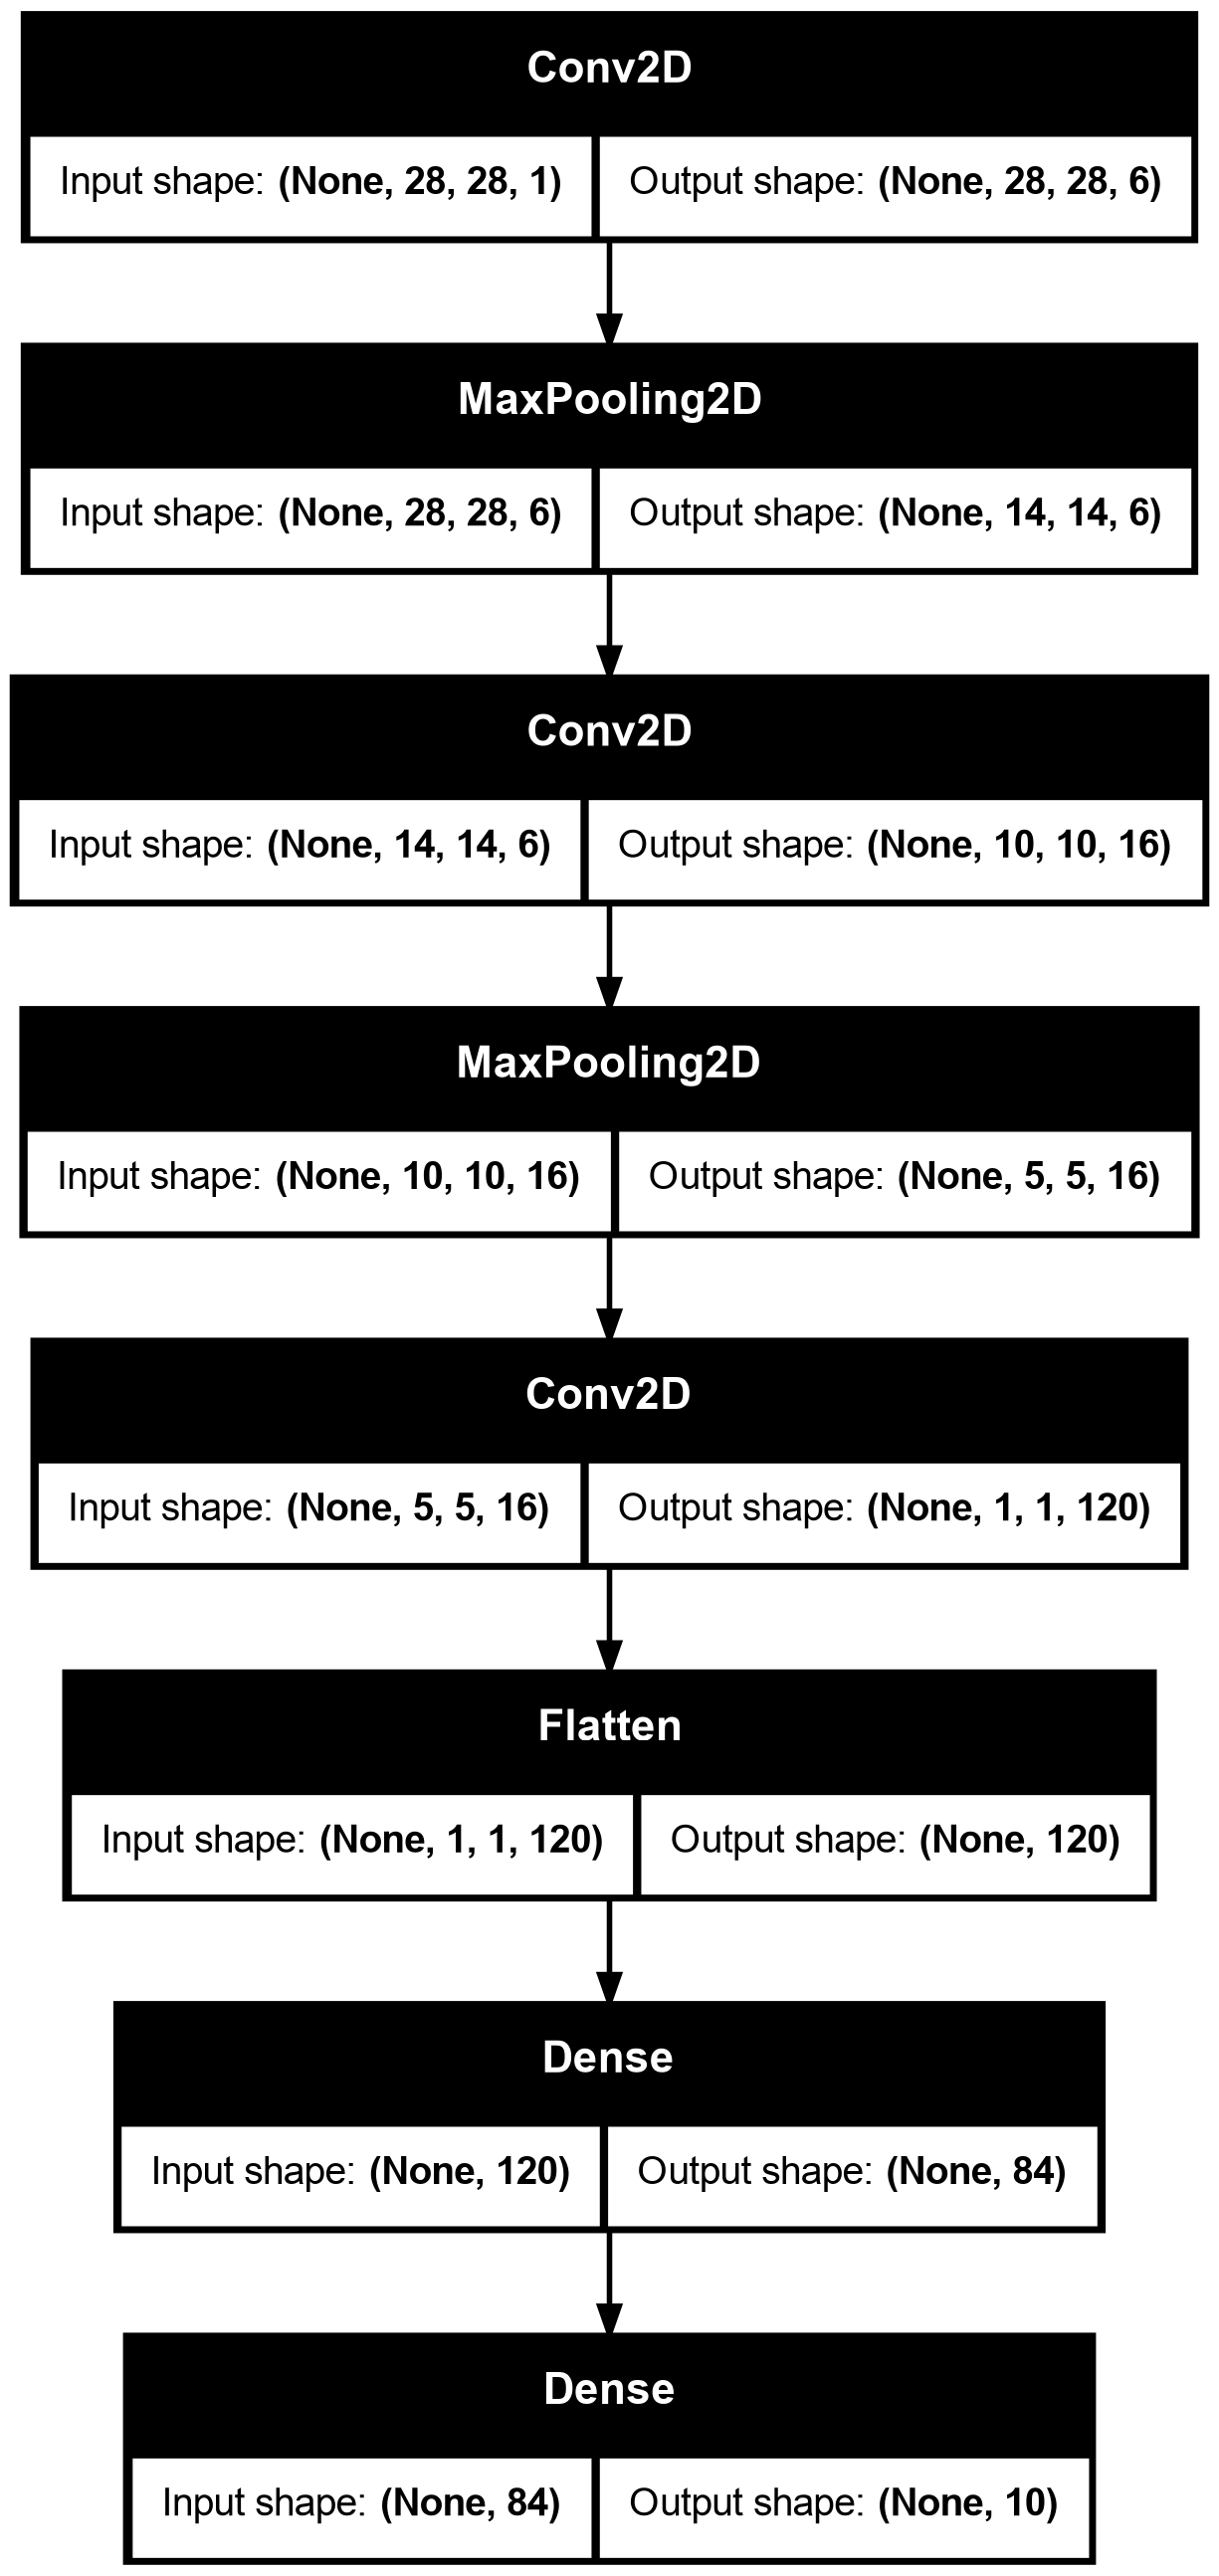 Conv2D
Input shape: (None, 28, 28, 1) Output shape: (None, 28, 28, 6)
MaxPooling2D
Input shape: (None, 28, 28, 6) Output shape: (None, 14, 14, 6)
Conv2D
Input shape: (None, 14, 14, 6) Output shape: (None, 10, 10, 16)
MaxPooling2D
Input shape: (None, 10, 10, 16) Output shape: (None, 5, 5, 16)
Conv2D
Input shape: (None, 5, 5, 16) Output shape: (None, 1, 1, 120)
Flatten
Input shape: (None, 1, 1, 120) Output shape: (None, 120)
Dense
Input shape: (None, 120) Output shape: (None, 84)
Dense
Input shape: (None, 84) Output shape: (None, 10)